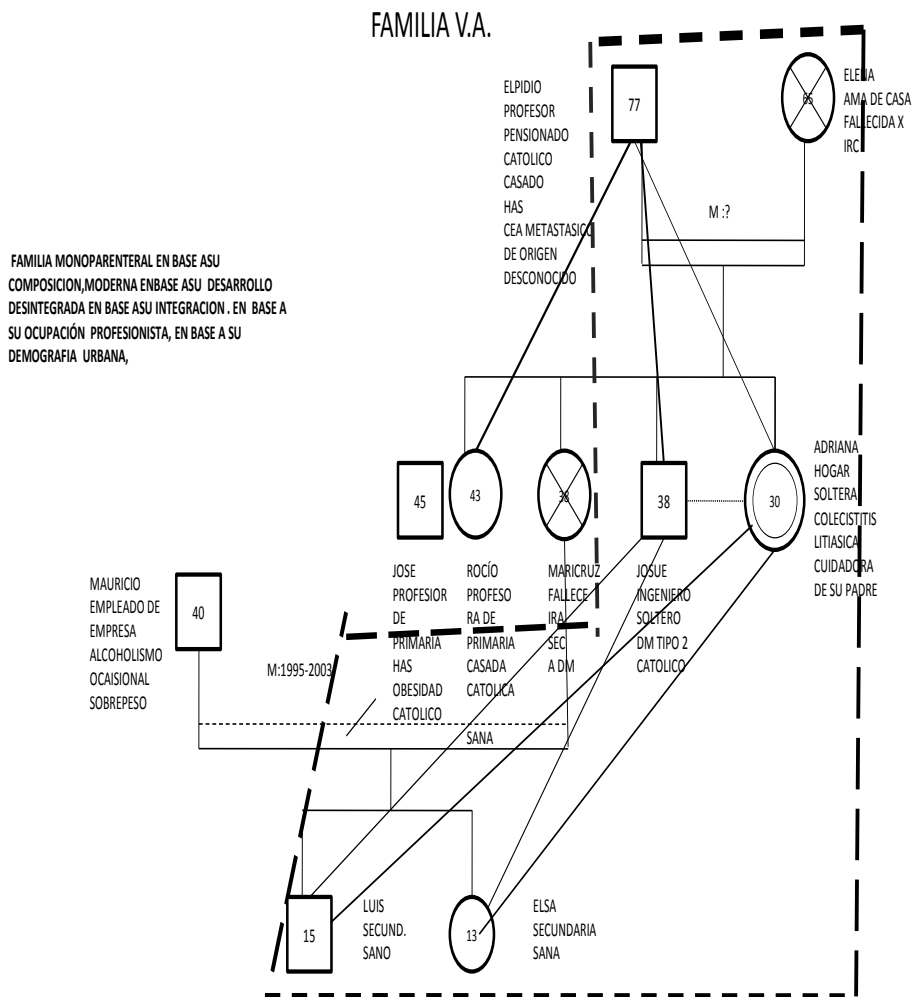 FAMILIA V.A.
77
65
ELPIDIO
PROFESOR
PENSIONADO
CATOLICO
CASADO
HAS
CEA METASTASICO
DE ORIGEN
DESCONOCIDO
ELENA
AMA DE CASA
FALLECIDA X
IRC
M :?
FAMILIA MONOPARENTERAL EN BASE ASU
COMPOSICION,MODERNA ENBASE ASU DESARROLLO
DESINTEGRADA EN BASE ASU INTEGRACION . EN BASE A
SU OCUPACIÓN PROFESIONISTA, EN BASE A SU
DEMOGRAFIA URBANA,
45
43
38
38
30
ADRIANA
HOGAR
SOLTERA
COLECISTITIS
LITIASICA
CUIDADORA
DE SU PADRE
JOSE
PROFESIOR
DE
PRIMARIA
HAS
OBESIDAD
CATOLICO
ROCÍO
PROFESO
RA DE
PRIMARIA
CASADA
CATOLICA
SANA
MARICRUZ
FALLECE
IRA
SEC
A DM
JOSUE
INGENIERO
SOLTERO
DM TIPO 2
CATOLICO
MAURICIO
EMPLEADO DE
EMPRESA
ALCOHOLISMO
OCAISIONAL
SOBREPESO
40
M:1995-2003
15
LUIS
SECUND.
SANO
13
ELSA
SECUNDARIA
SANA